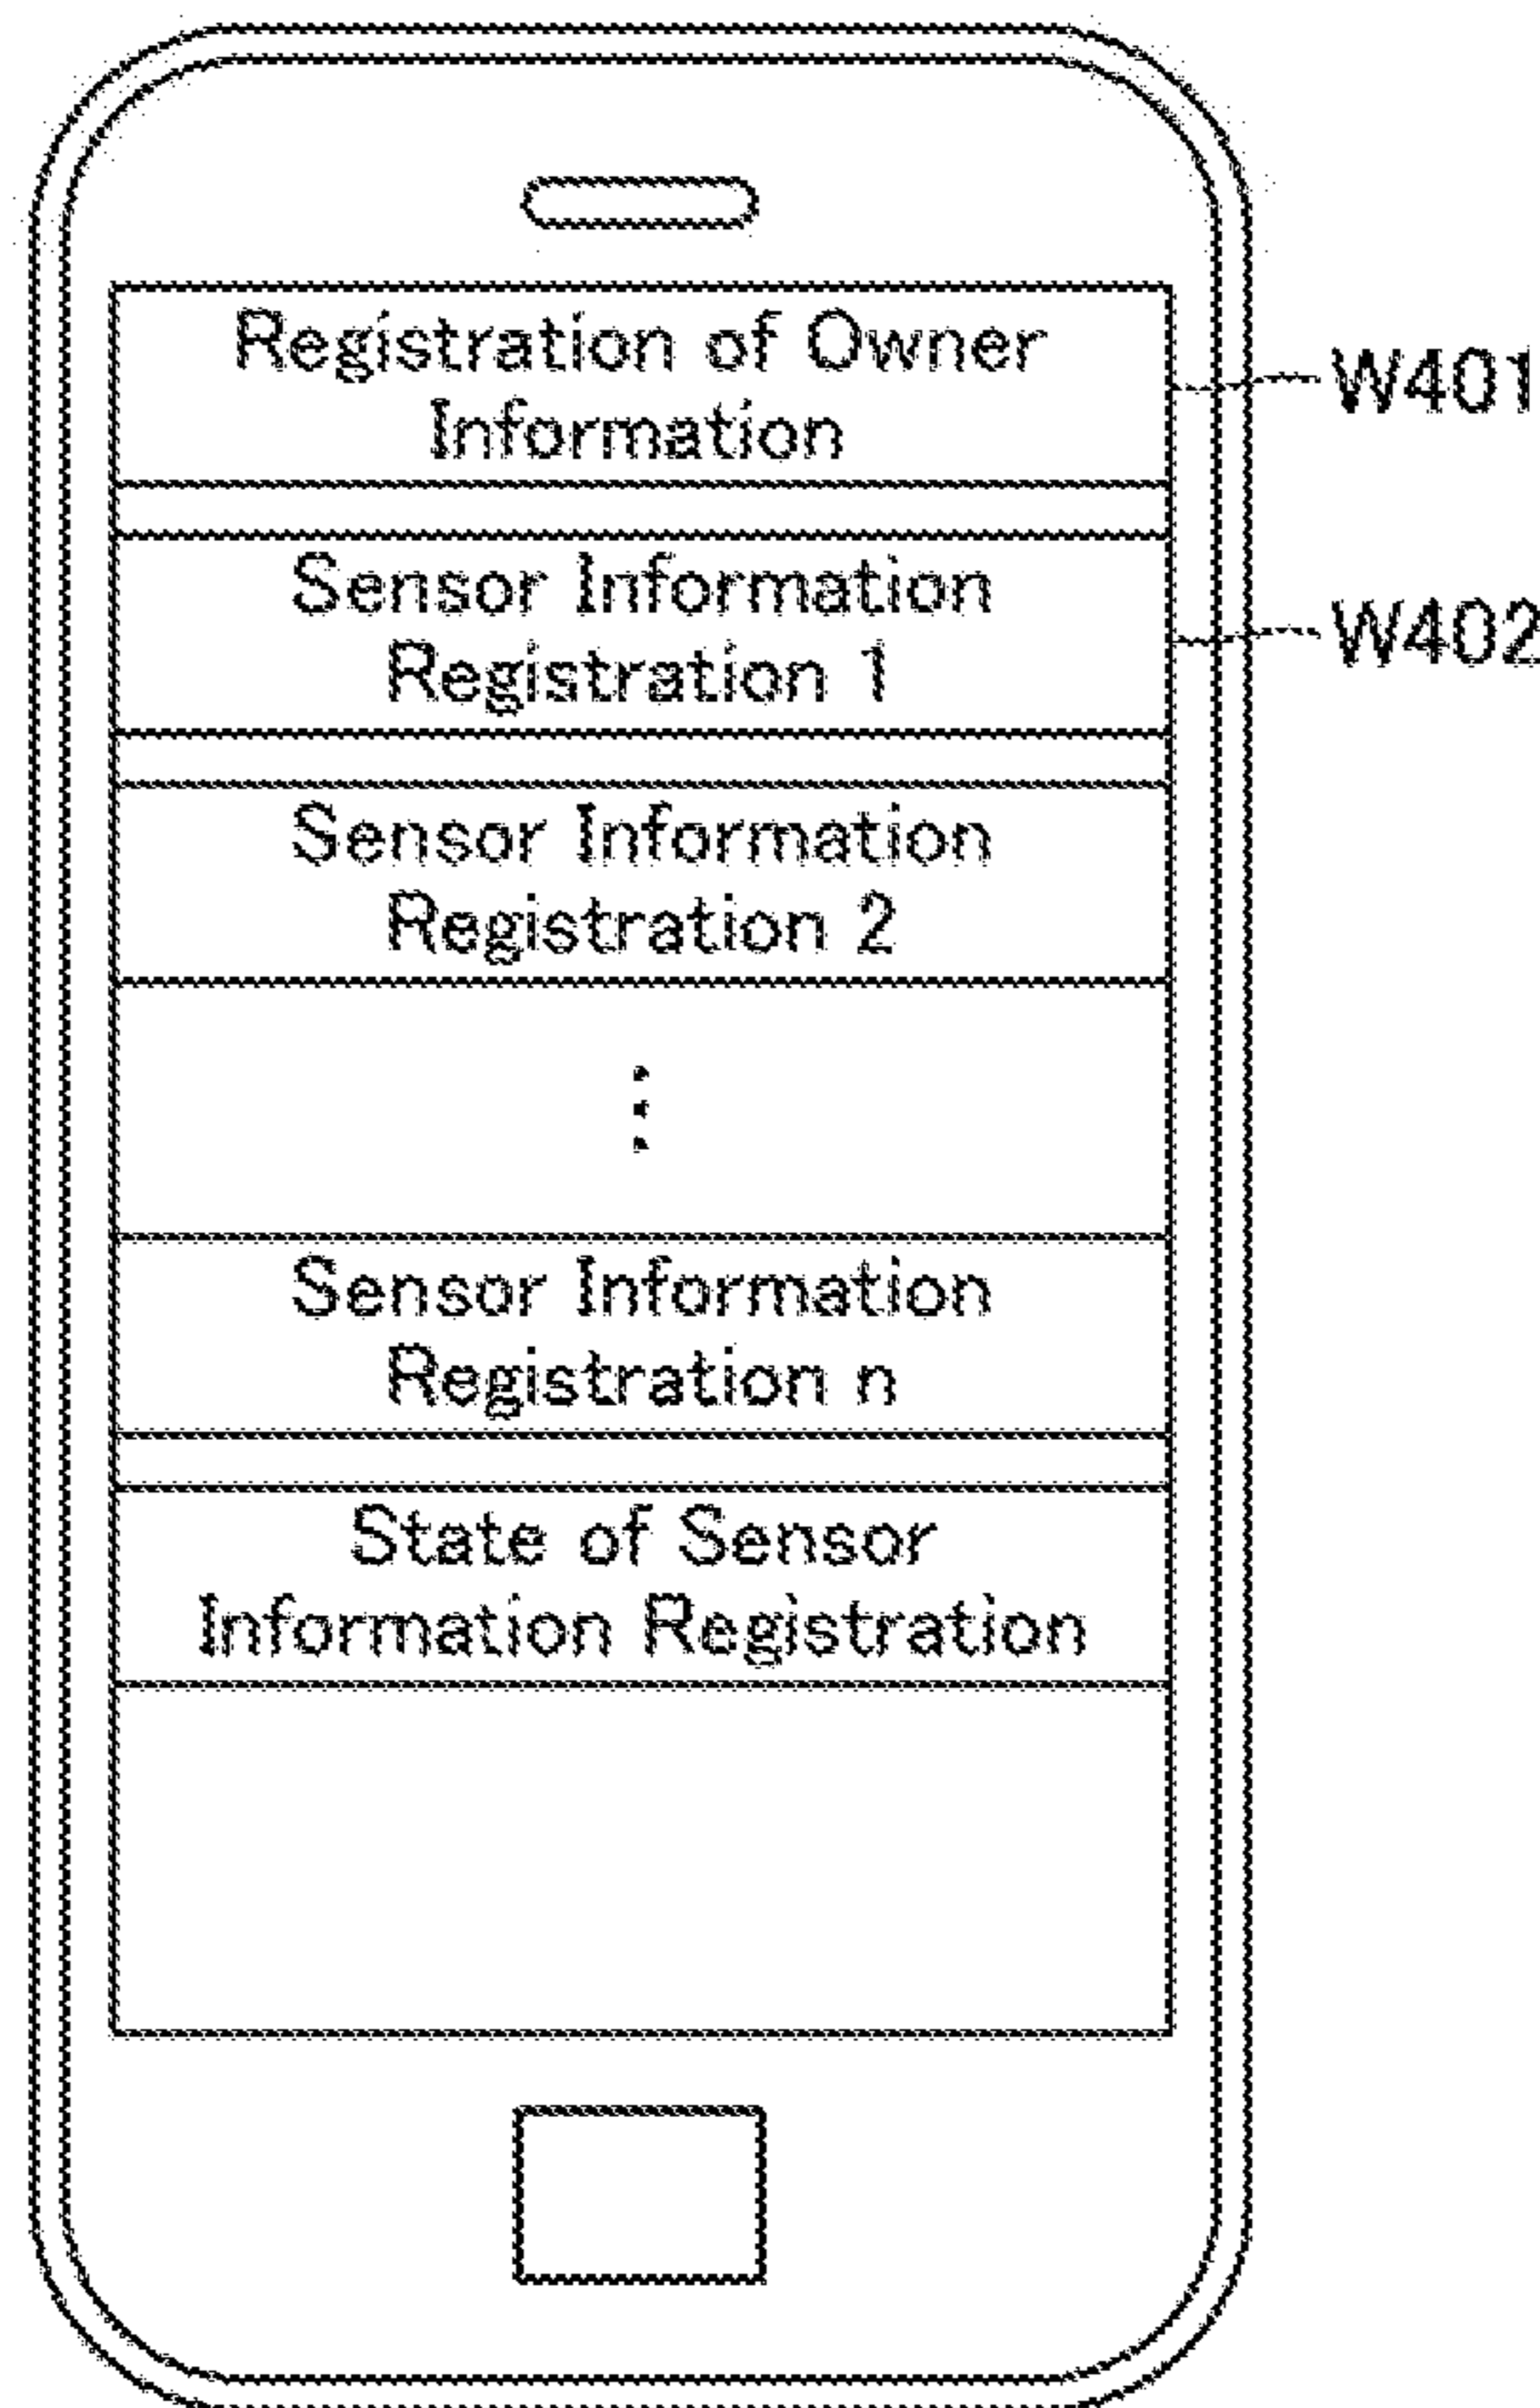 Registration of Owner
Information
W401
Sensor Information
Registration 1
W402
Sensor Information
Registration 2
⋮
Sensor Information
Registration n
State of Sensor
Information Registration